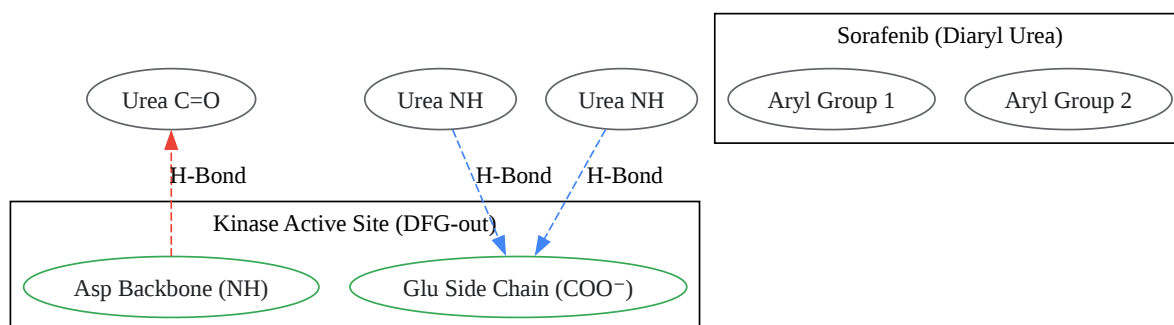 Sorafenib (Diaryl Urea)
Urea C=O
Urea NH
Urea NH
Aryl Group 1
Aryl Group 2
H-Bond
H-Bond
H-Bond
Kinase Active Site (DFG-out)
Asp Backbone (NH)
Glu Side Chain (COO⁻)